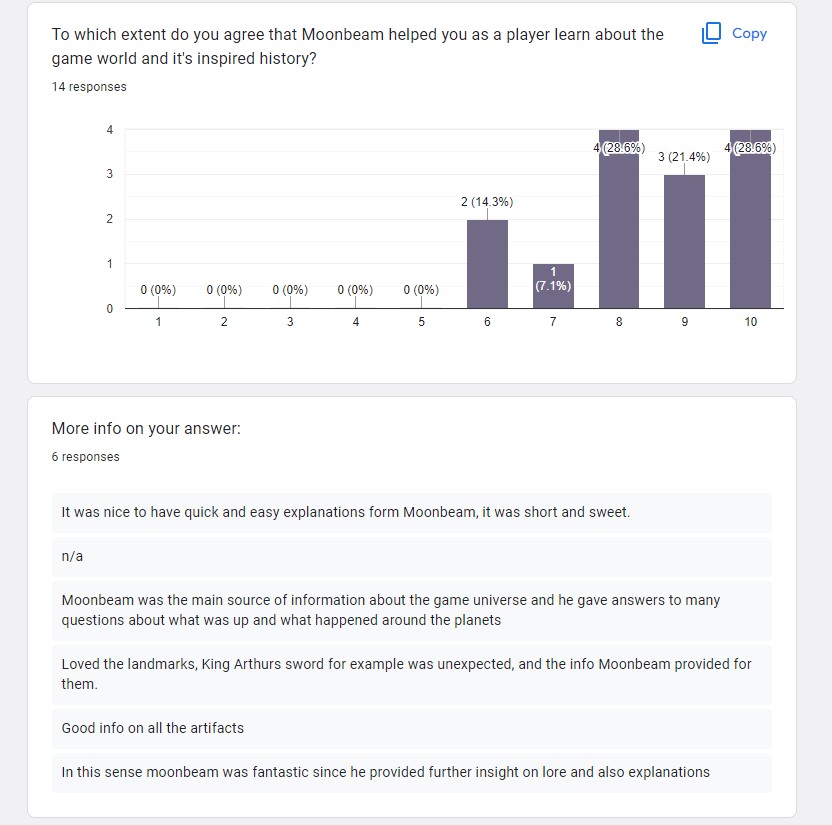 To which extent do you agree that Moonbeam helped you as a player learn about the
game world and it's inspired history?
Copy
14 responses
4
3
2
1
0
0 (0%)
0 (0%)
0 (0%)
0 (0%)
0 (0%)
2 (14.3%)
1
(7.1%)
4 (28.6%)
3 (21.4%)
4 (28.6%)
1
2
3
4
5
6
7
8
9
10
More info on your answer:
6 responses
It was nice to have quick and easy explanations form Moonbeam, it was short and sweet.
n/a
Moonbeam was the main source of information about the game universe and he gave answers to many
questions about what was up and what happened around the planets
Loved the landmarks, King Arthurs sword for example was unexpected, and the info Moonbeam provided for
them.
Good info on all the artifacts
In this sense moonbeam was fantastic since he provided further insight on lore and also explanations